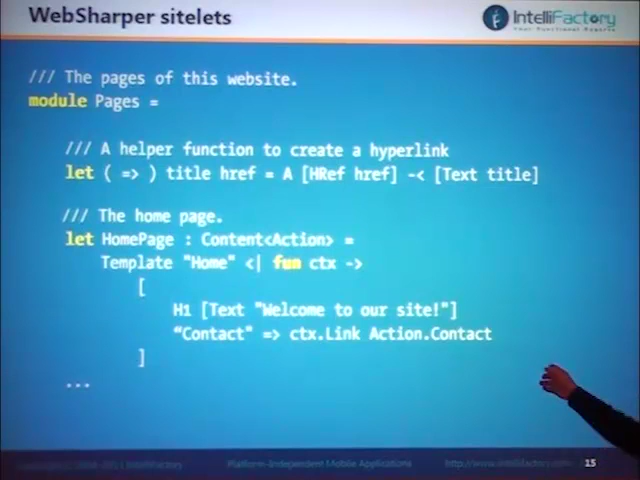 WebSharper sitelets
IntelliFactory
/// The pages of this website.
module Pages =
/// A helper function to create a hyperlink
let ( => ) title href = A [HRef href] -< [Text title]
/// The home page.
let HomePage : Content<Action> =
Template "Home" <| fun ctx ->
[
H1 [Text "Welcome to our site!"]
"Contact" => ctx.Link Action.Contact
]
...
IntelliFactory
Platform-Independent Mobile Applications
http://www.intellifactory.com
15